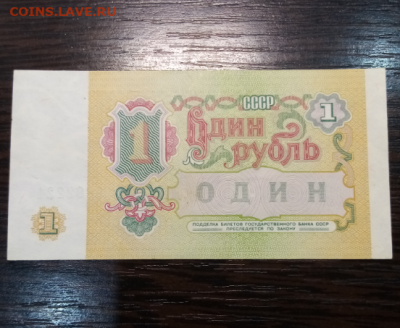 COINS.LAVE.RU
СССР
1
1
Один
рубль
ОДИН
1
ПОДДЕЛКА БИЛЕТОВ ГОСУДАРСТВЕННОГО БАНКА СССР
ПРЕСЛЕДУЕТСЯ ПО ЗАКОНУ